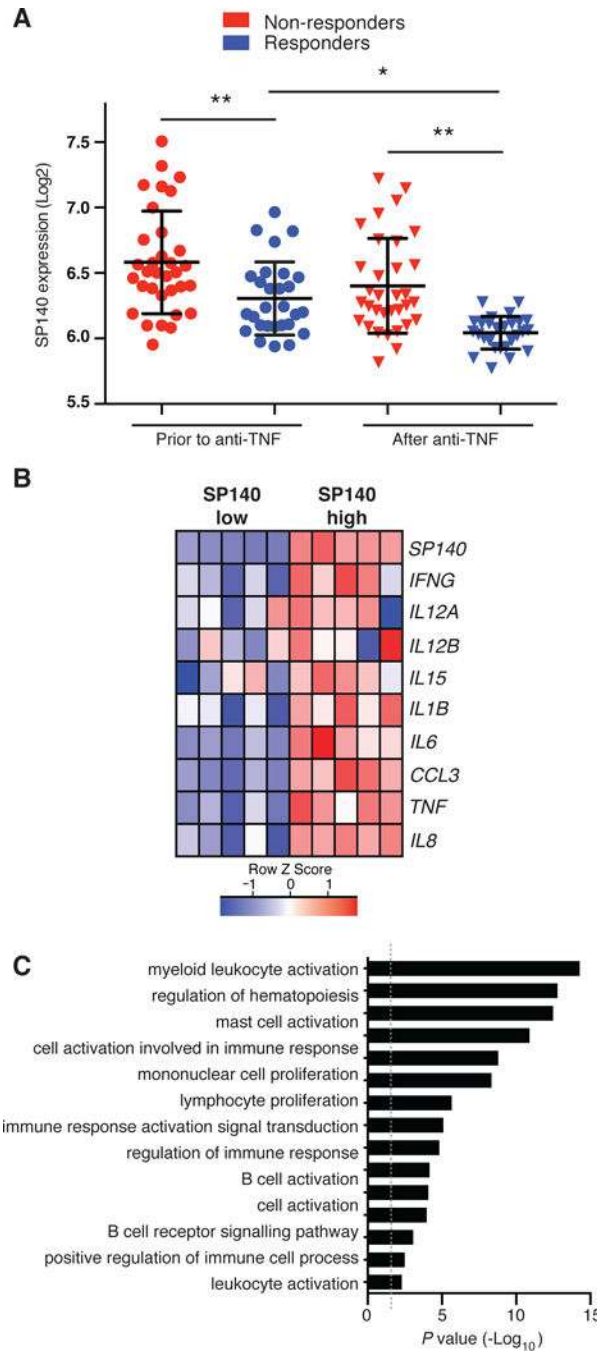 A
Non-responders
Responders
*
**
**
SP140 expression (Log2)
7.5
7.0
6.5
6.0
5.5
Prior to anti-TNF
After anti-TNF
B
SP140 low
SP140 high
SP140
IFNG
IL12A
IL12B
IL15
IL1B
IL6
CCL3
TNF
IL8
Row Z Score
−1 0 1
C
myeloid leukocyte activation
regulation of hematopoiesis
mast cell activation
cell activation involved in immune response
mononuclear cell proliferation
lymphocyte proliferation
immune response activation signal transduction
regulation of immune response
B cell activation
cell activation
B cell receptor signalling pathway
positive regulation of immune cell process
leukocyte activation
0 5 10 15
P value (-Log10)